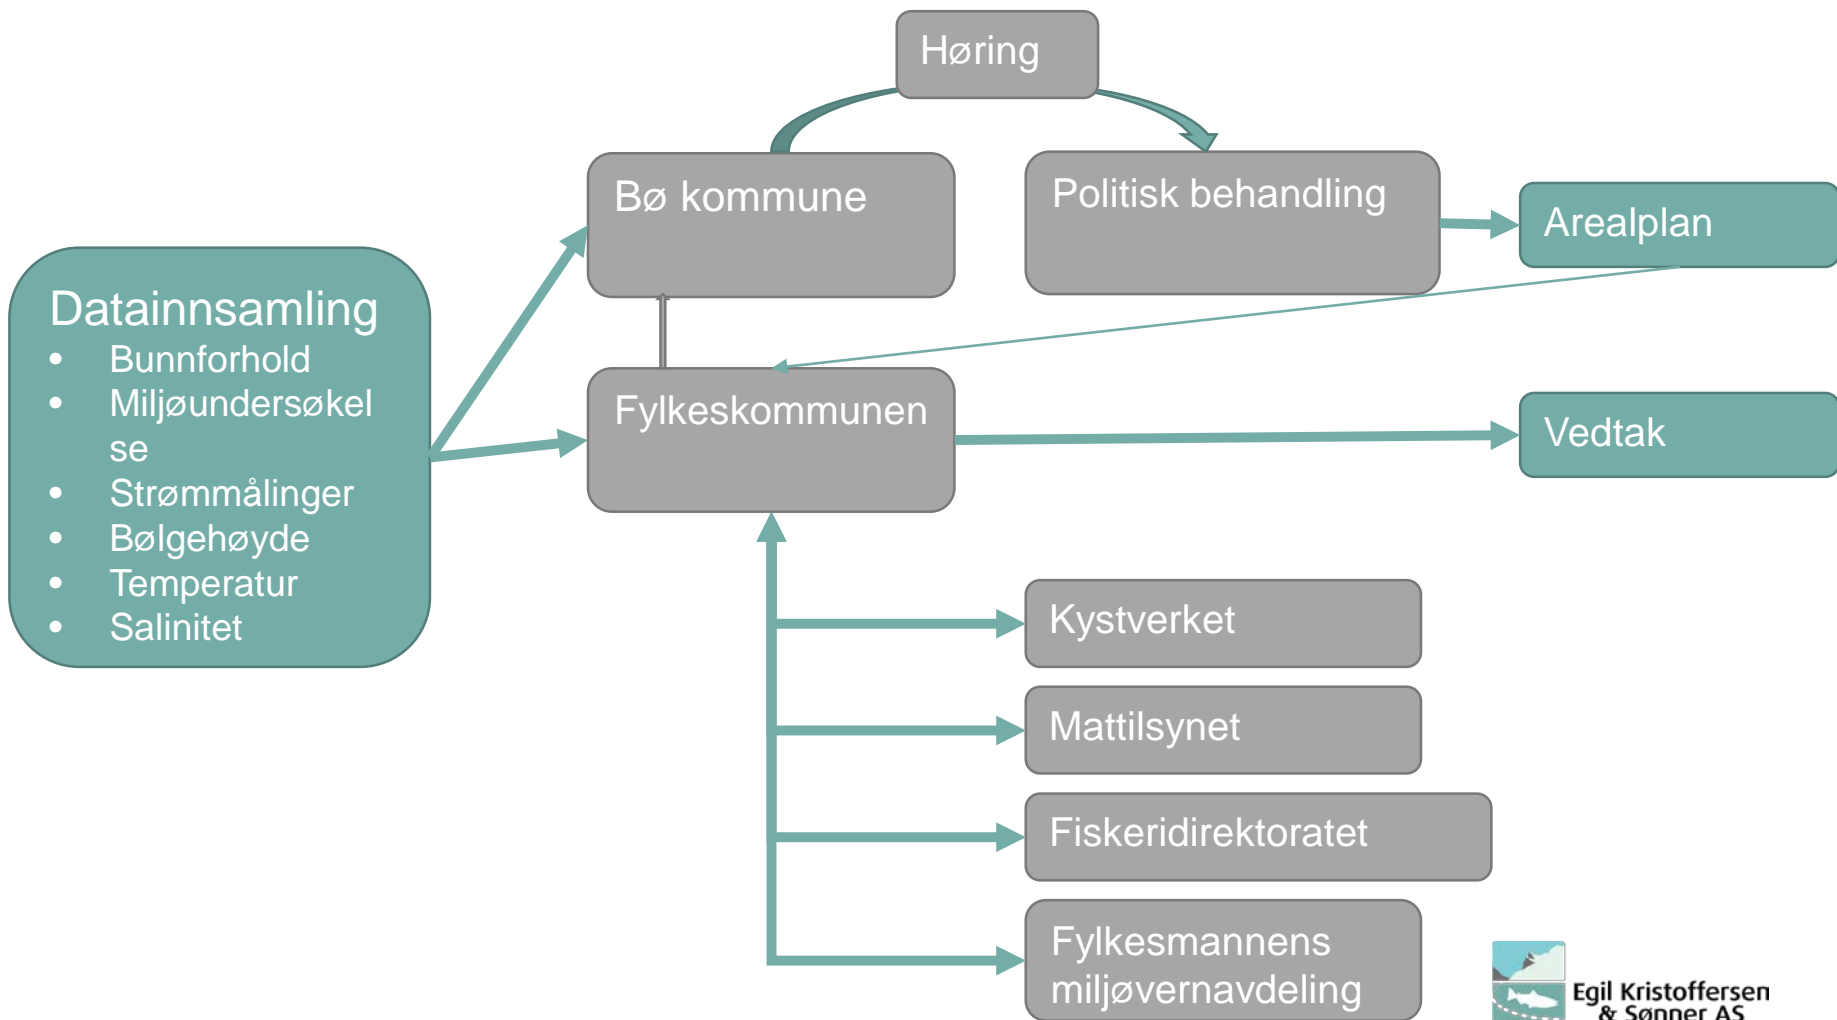 Høring
Bø kommune
Politisk behandling
Arealplan
Datainnsamling
• Bunnforhold
• Miljøundersøkel
se
• Strømmålinger
• Bølgehøyde
• Temperatur
• Salinitet
Fylkeskommunen
Vedtak
Kystverket
Mattilsynet
Fiskeridirektoratet
Fylkesmannens
miljøvernavdeling
Egil Kristoffersen
& Sønner AS